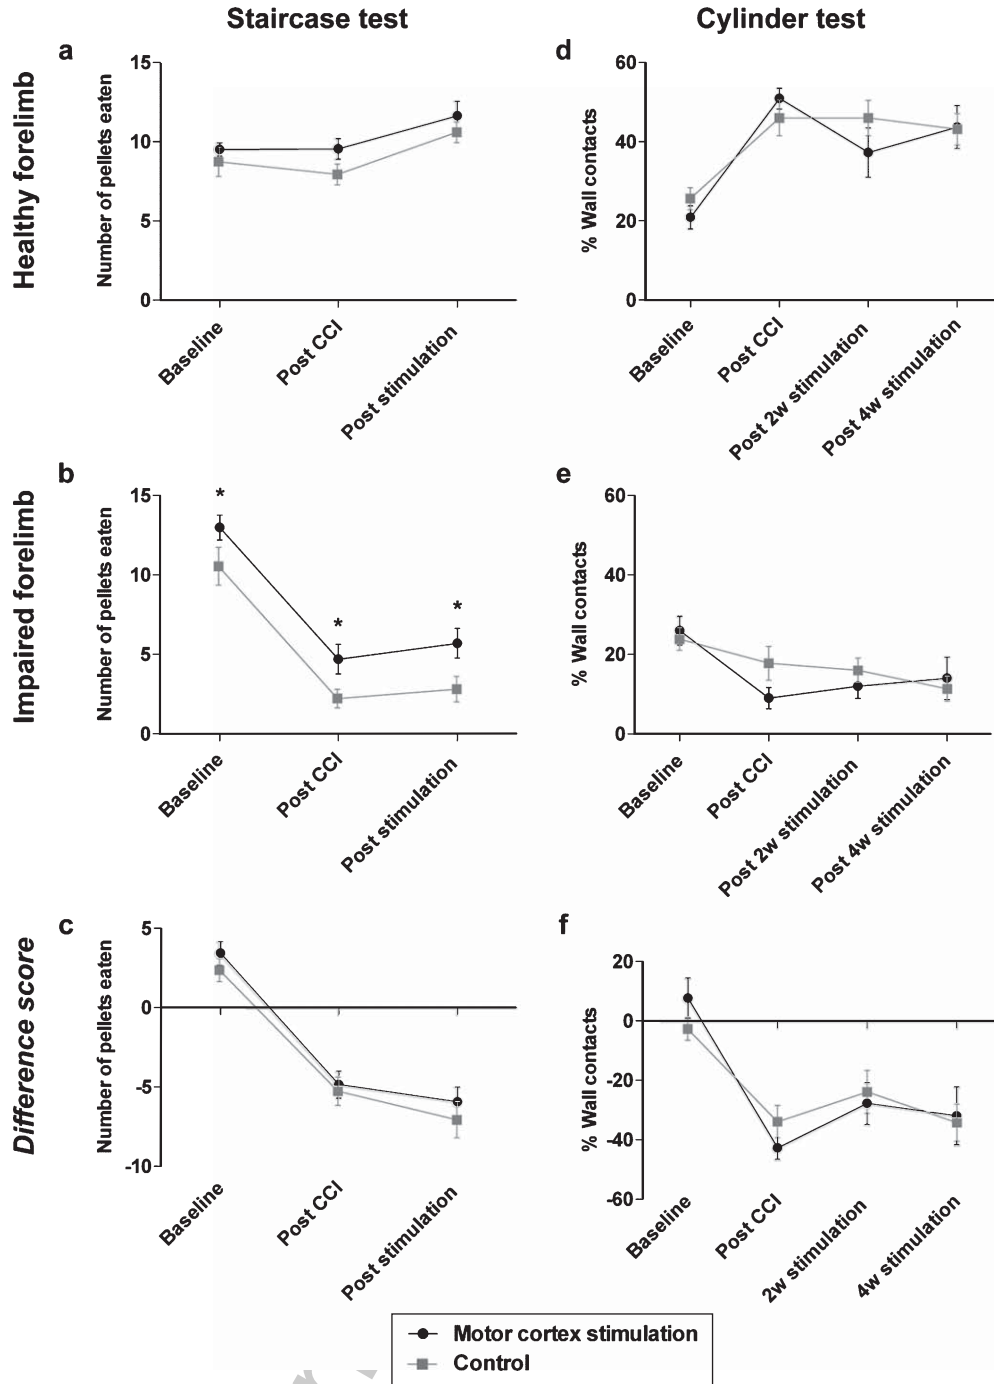 Staircase test
Cylinder test
a
Healthy forelimb
Number of pellets eaten
15
10
5
0
Baseline
Post CCI
Post stimulation
d
% Wall contacts
60
40
20
0
Baseline
Post CCI
Post 2w stimulation
Post 4w stimulation
b
Impaired forelimb
Number of pellets eaten
15
10
5
0
*
*
*
Baseline
Post CCI
Post stimulation
e
% Wall contacts
60
40
20
0
Baseline
Post CCI
Post 2w stimulation
Post 4w stimulation
c
Difference score
Number of pellets eaten
5
0
-5
-10
Baseline
Post CCI
Post stimulation
f
% Wall contacts
20
0
-20
-40
-60
Baseline
Post CCI
2w stimulation
4w stimulation
Motor cortex stimulation
Control